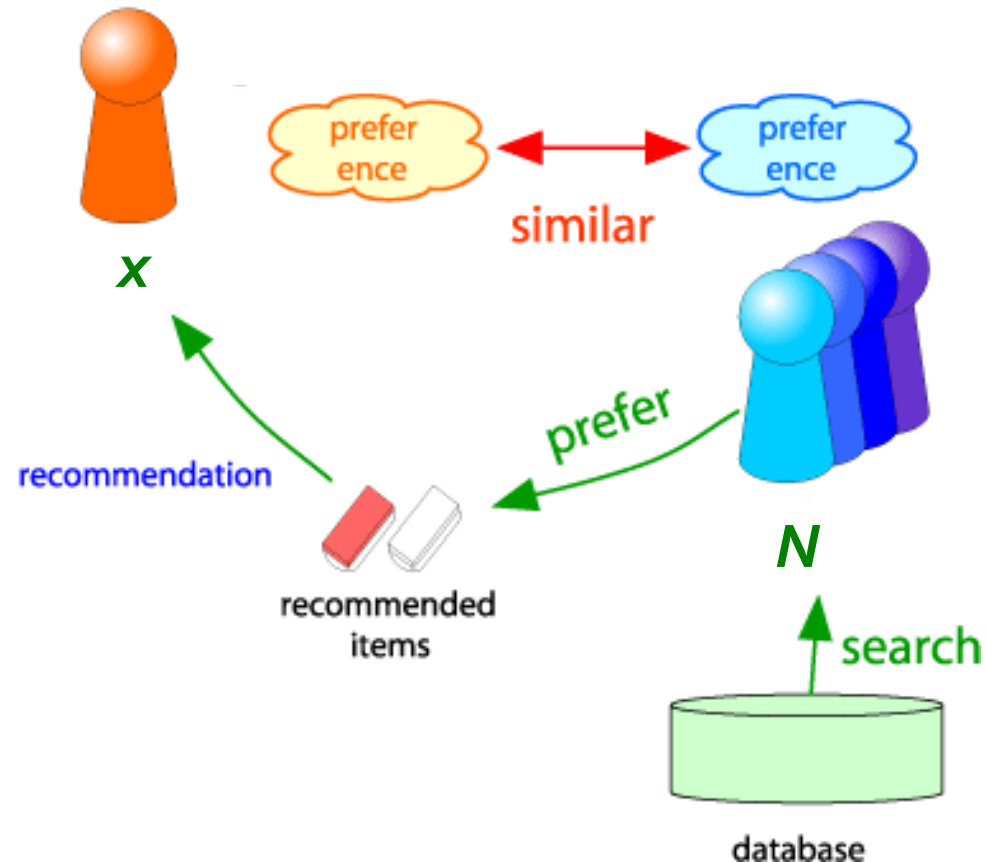 prefer
ence
prefer
ence
similar
x
prefer
recommendation
N
recommended
items
search
database